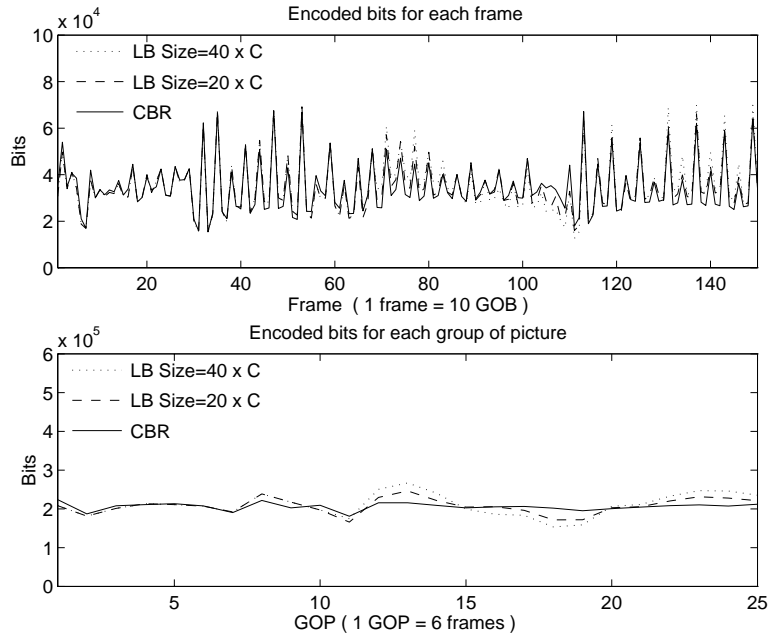 Encoded bits for each frame
x 10^4
10
8
6
4
2
0
Bits
LB Size=40 x C
LB Size=20 x C
CBR
20 40 60 80 100 120 140
Frame ( 1 frame = 10 GOB )
Encoded bits for each group of picture
x 10^5
6
5
4
3
2
1
0
Bits
LB Size=40 x C
LB Size=20 x C
CBR
5 10 15 20 25
GOP ( 1 GOP = 6 frames )